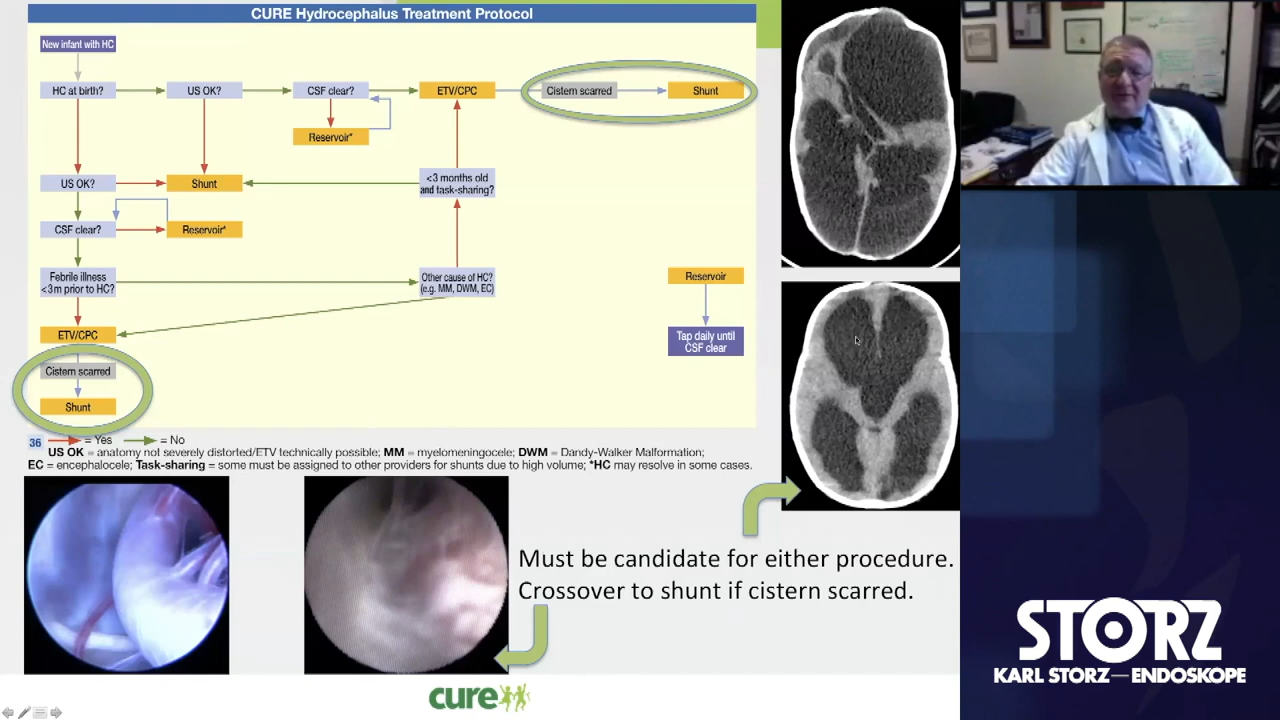 CURE Hydrocephalus Treatment Protocol
New infant with HC
HC at birth?
US OK?
CSF clear?
ETV/CPC
Cistern scarred
Shunt
Reservoir*
US OK?
Shunt
<3 months old
and task-sharing?
CSF clear?
Reservoir*
Febrile illness
<3m prior to HC?
Other cause of HC?
(e.g. MM, DWM, EC)
Reservoir
ETV/CPC
Tap daily until
CSF clear
Cistern scarred
Shunt
36
= Yes
= No
US OK = anatomy not severely distorted/ETV technically possible; MM = myelomeningocele; DWM = Dandy-Walker Malformation;
EC = encephalocele; Task-sharing = some must be assigned to other providers for shunts due to high volume; *HC may resolve in some cases.
Must be candidate for either procedure.
Crossover to shunt if cistern scarred.
cure
STORZ
KARL STORZ—ENDOSKOPE